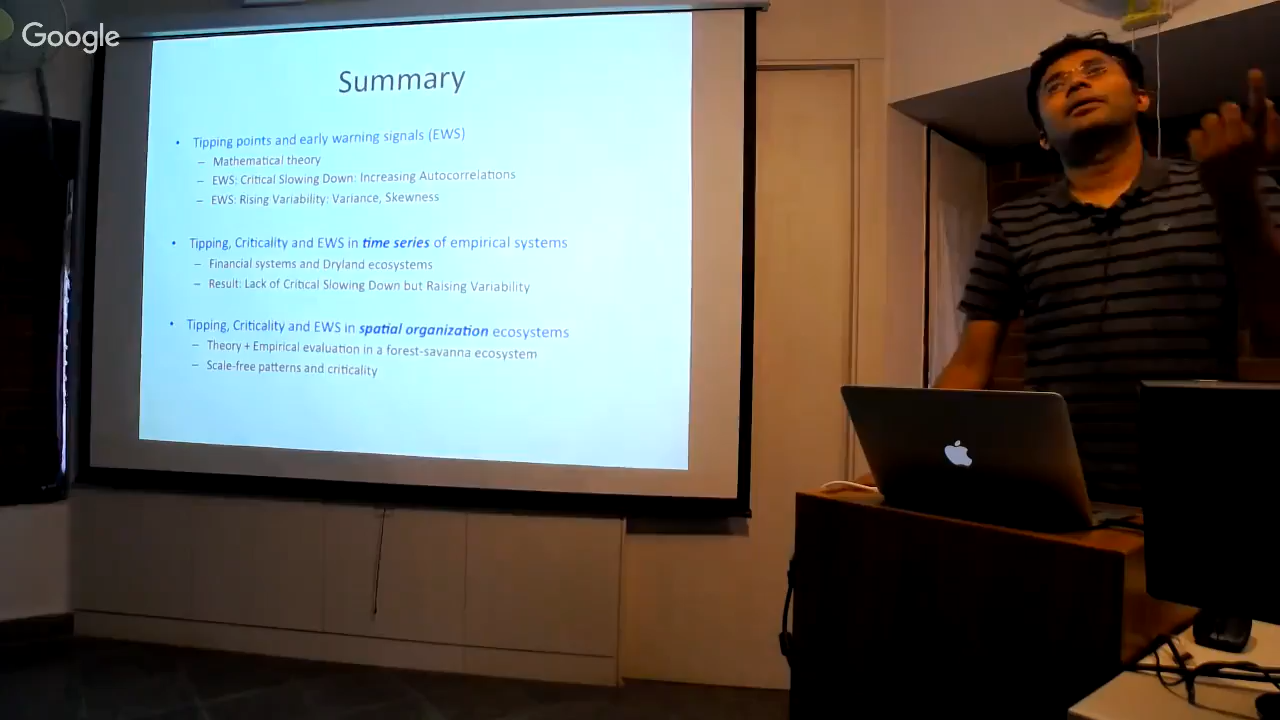 Google
Summary
• Tipping points and early warning signals (EWS)
– Mathematical theory
– EWS: Critical Slowing Down: Increasing Autocorrelations
– EWS: Rising Variability: Variance, Skewness
• Tipping, Criticality and EWS in time series of empirical systems
– Financial systems and Dryland ecosystems
– Result: Lack of Critical Slowing Down but Raising Variability
• Tipping, Criticality and EWS in spatial organization ecosystems
– Theory + Empirical evaluation in a forest-savanna ecosystem
– Scale-free patterns and criticality